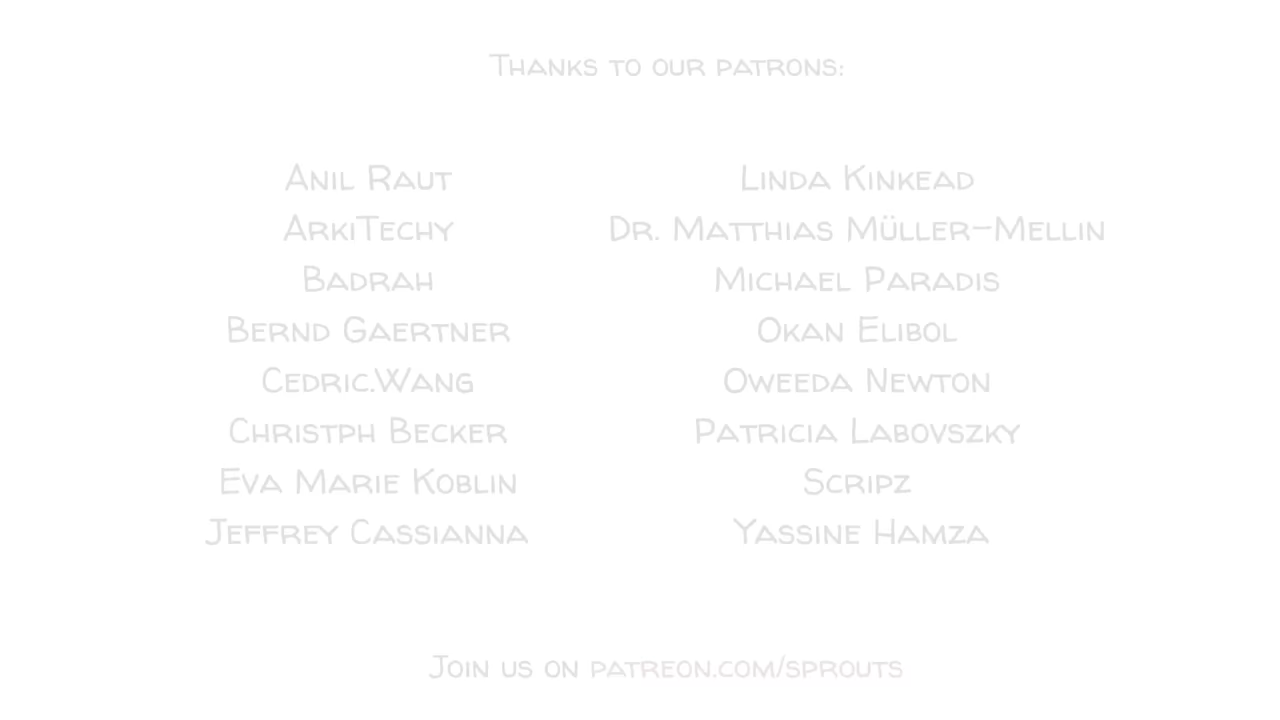 Thanks to our patrons:
Anil Raut
ArkiTechy
Badrah
Bernd Gaertner
Cedric.Wang
Christph Becker
Eva Marie Koblin
Jeffrey Cassianna
Linda Kinkead
Dr. Matthias Müller-Mellin
Michael Paradis
Okan Elibol
Oweeda Newton
Patricia Labovszky
Scripz
Yassine Hamza
Join us on patreon.com/sprouts